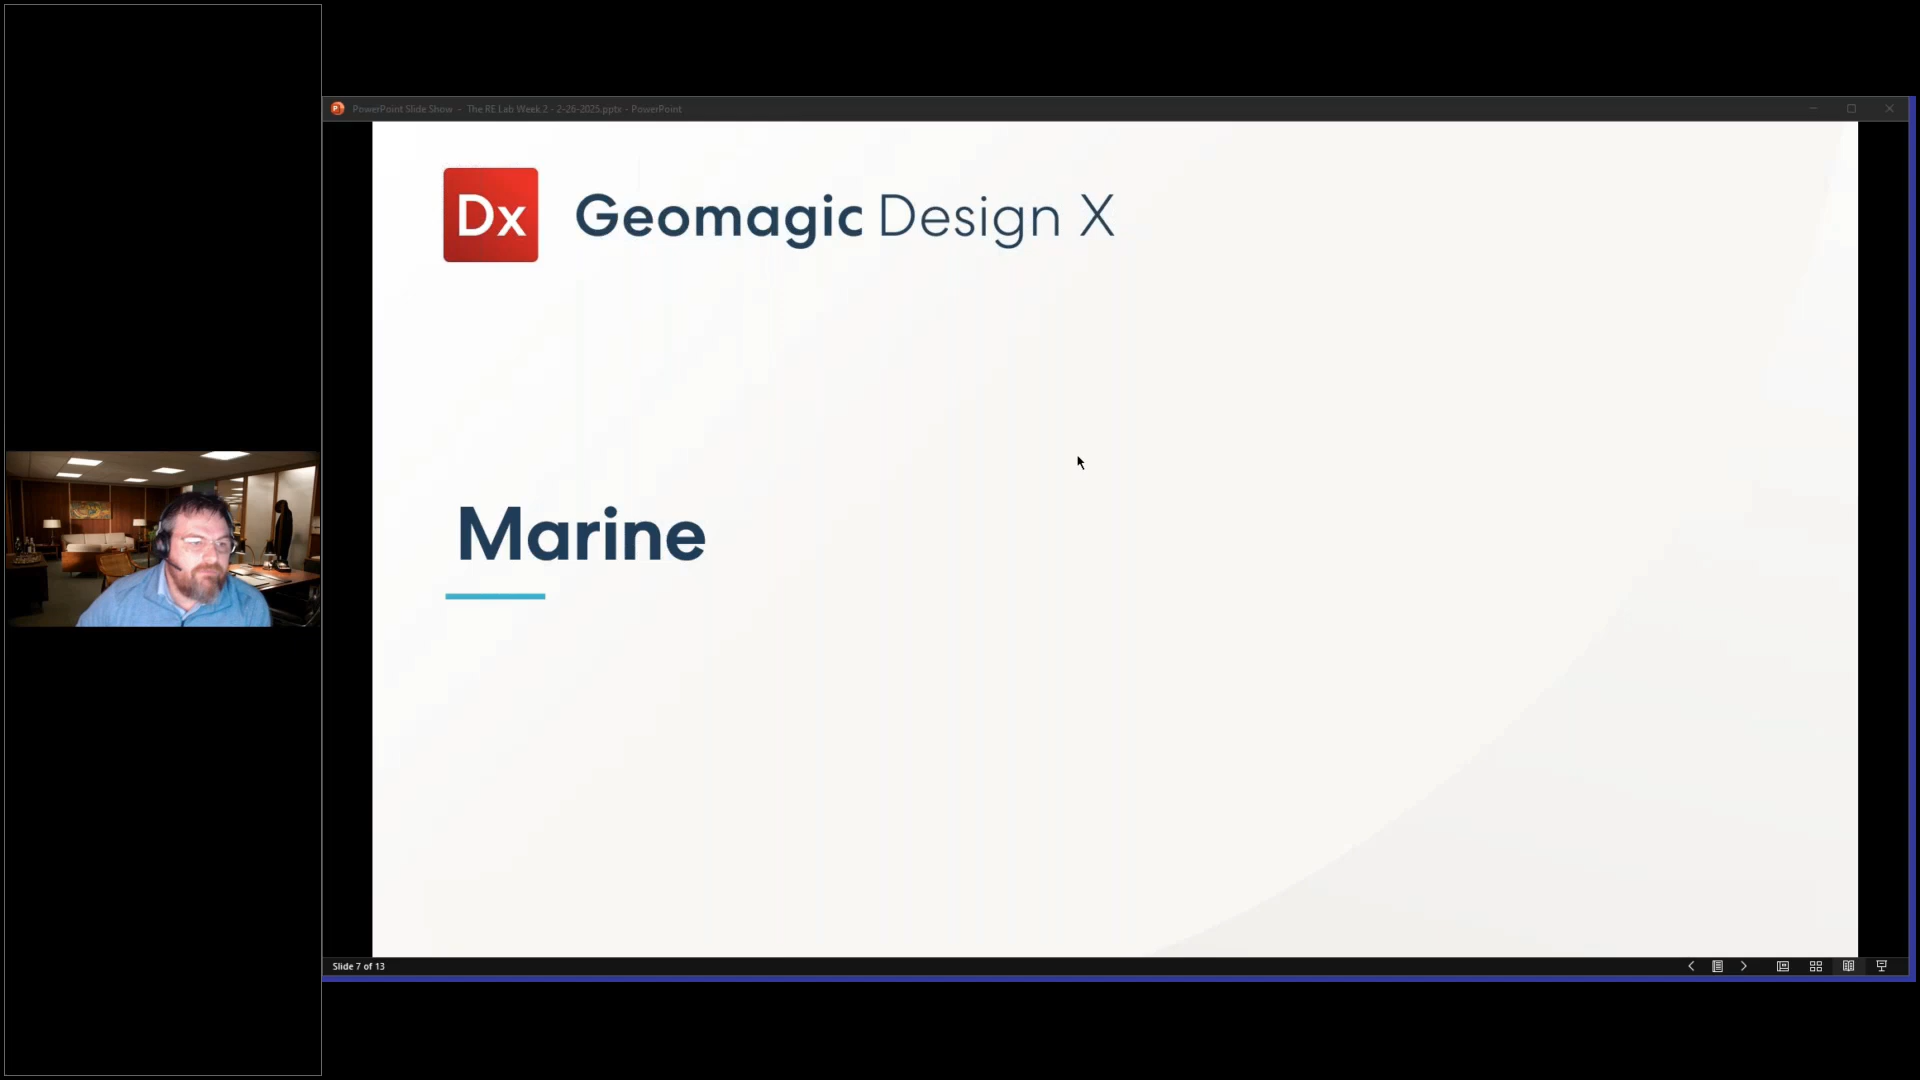 PowerPoint Slide Show - The RE Lab Week 2 - 2-26-2025.pptx - PowerPoint
Dx Geomagic Design X
Marine
Slide 7 of 13